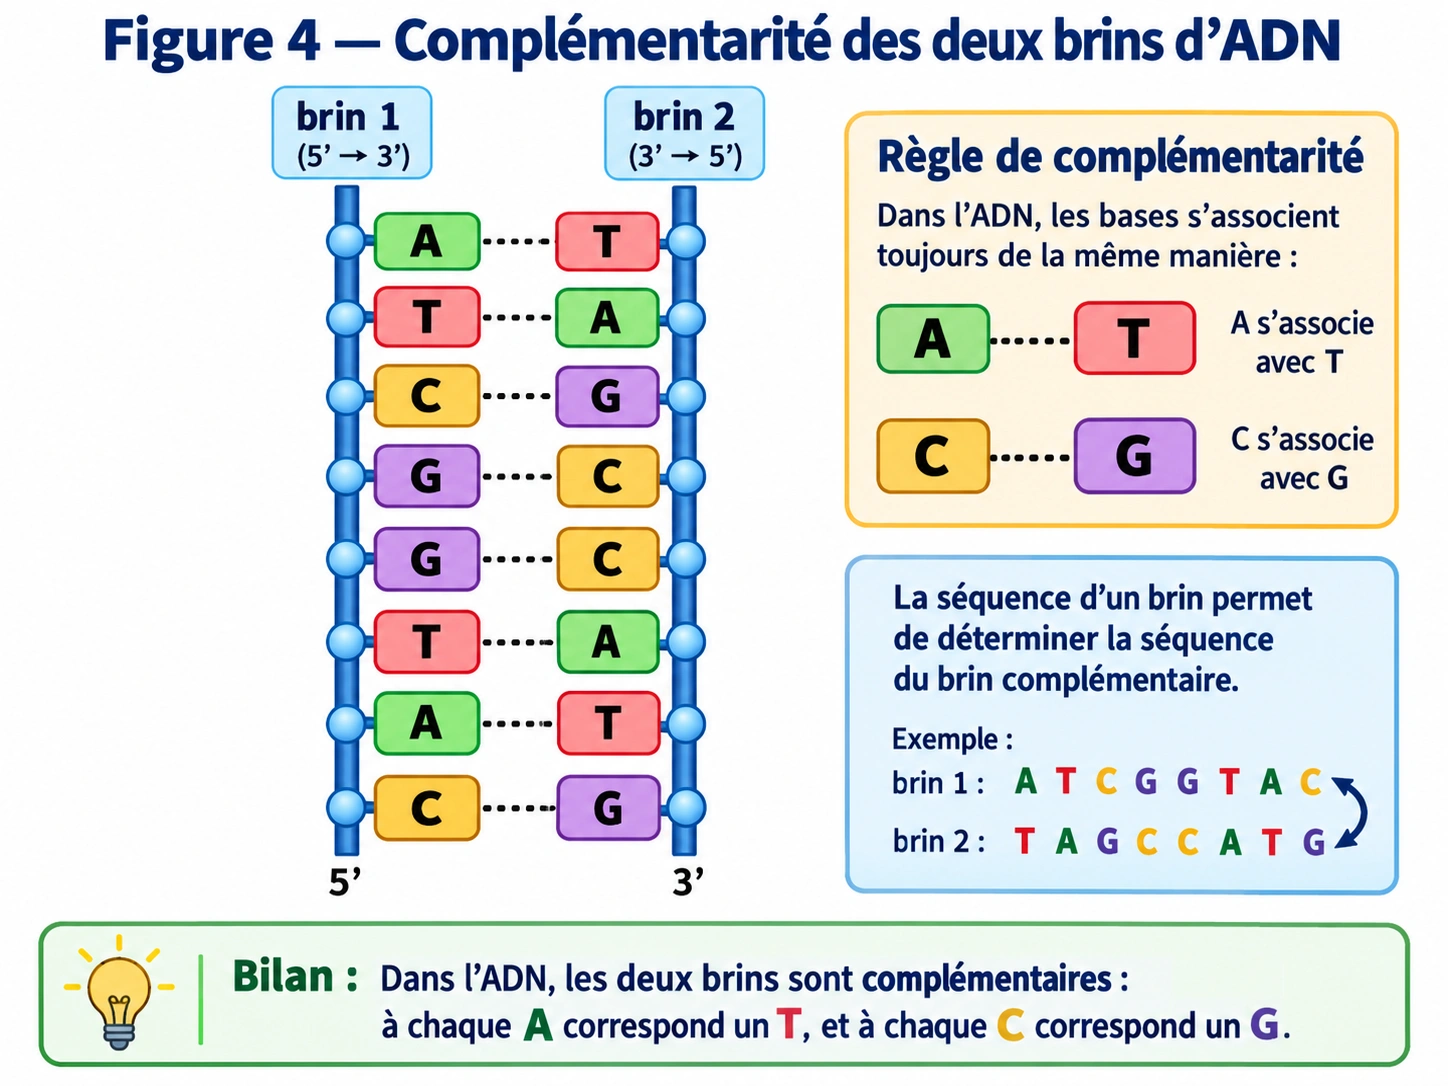 Figure 4 — Complémentarité des deux brins d’ADN
brin 1
(5’ → 3’)
brin 2
(3’ → 5’)
A T
T A
C G
G C
G C
T A
A T
C G
5’
3’
Règle de complémentarité
Dans l’ADN, les bases s’associent
toujours de la même manière :
A T
A s’associe
avec T
C G
C s’associe
avec G
La séquence d’un brin permet
de déterminer la séquence
du brin complémentaire.
Exemple :
brin 1 : A T C G G T A C
brin 2 : T A G C C A T G
Bilan : Dans l’ADN, les deux brins sont complémentaires :
à chaque A correspond un T, et à chaque C correspond un G.